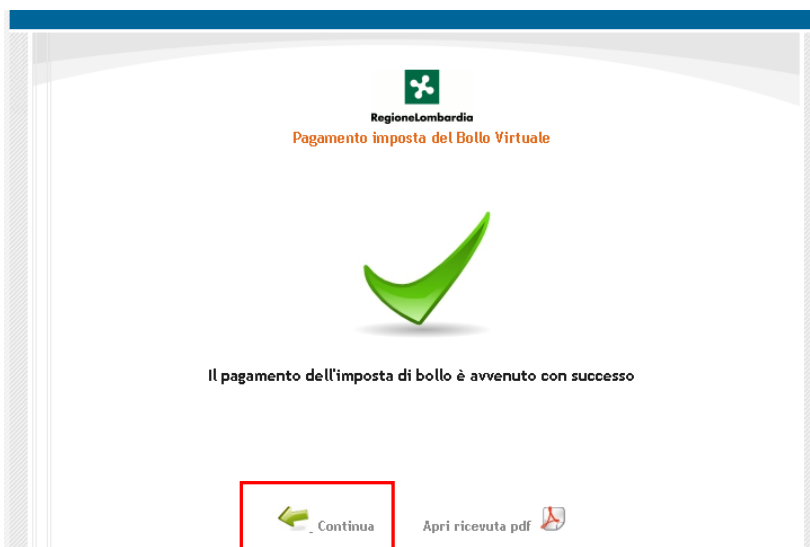 RegioneLombardia
Pagamento imposta del Bollo Virtuale
Il pagamento dell'imposta di bollo è avvenuto con successo
Continua Apri ricevuta pdf